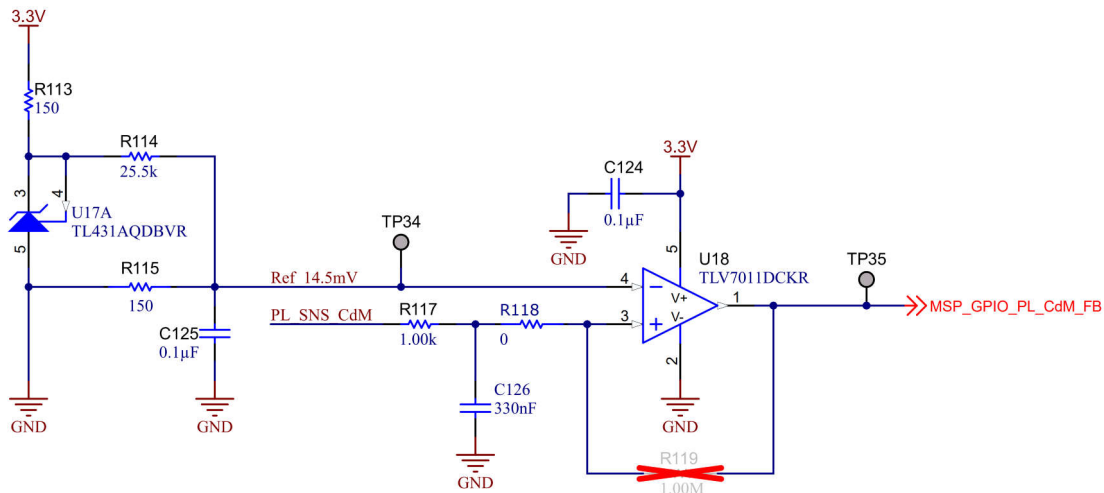 3.3V
R113
150
R114
25.5k
3
4
U17A
TL431AQDBVR
5
R115
150
C125
0.1µF
GND
GND
Ref_14.5mV
TP34
PL_SNS_CdM
R117
1.00k
R118
0
C126
330nF
GND
3.3V
C124
0.1µF
GND
5
U18
TLV7011DCKR
4
V+
1
3
V-
2
GND
TP35
MSP_GPIO_PL_CdM_FB
R119
1.00M